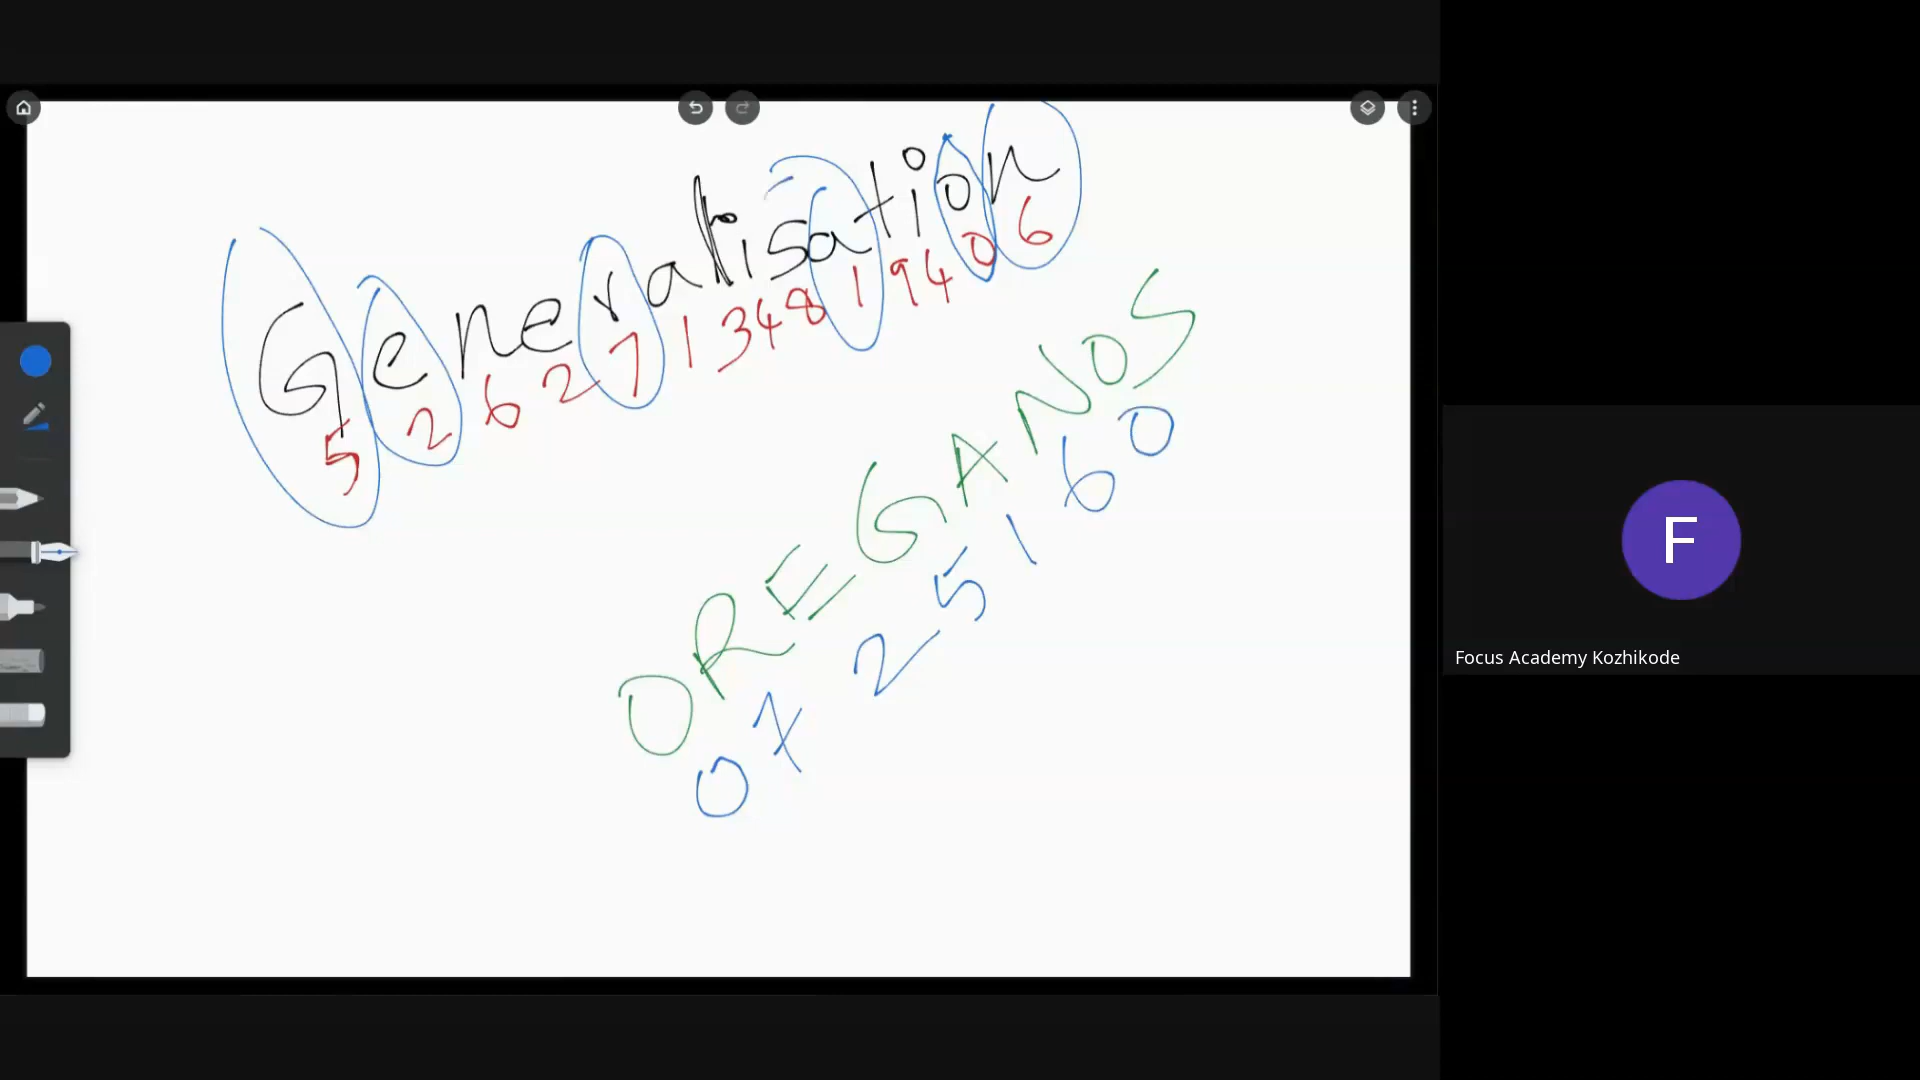 Generalisation
5 2 6 2 7 1 3 4 8 1 9 4 0 6
OREGANOS
0 7 2 5 1 6 0
F
Focus Academy Kozhikode